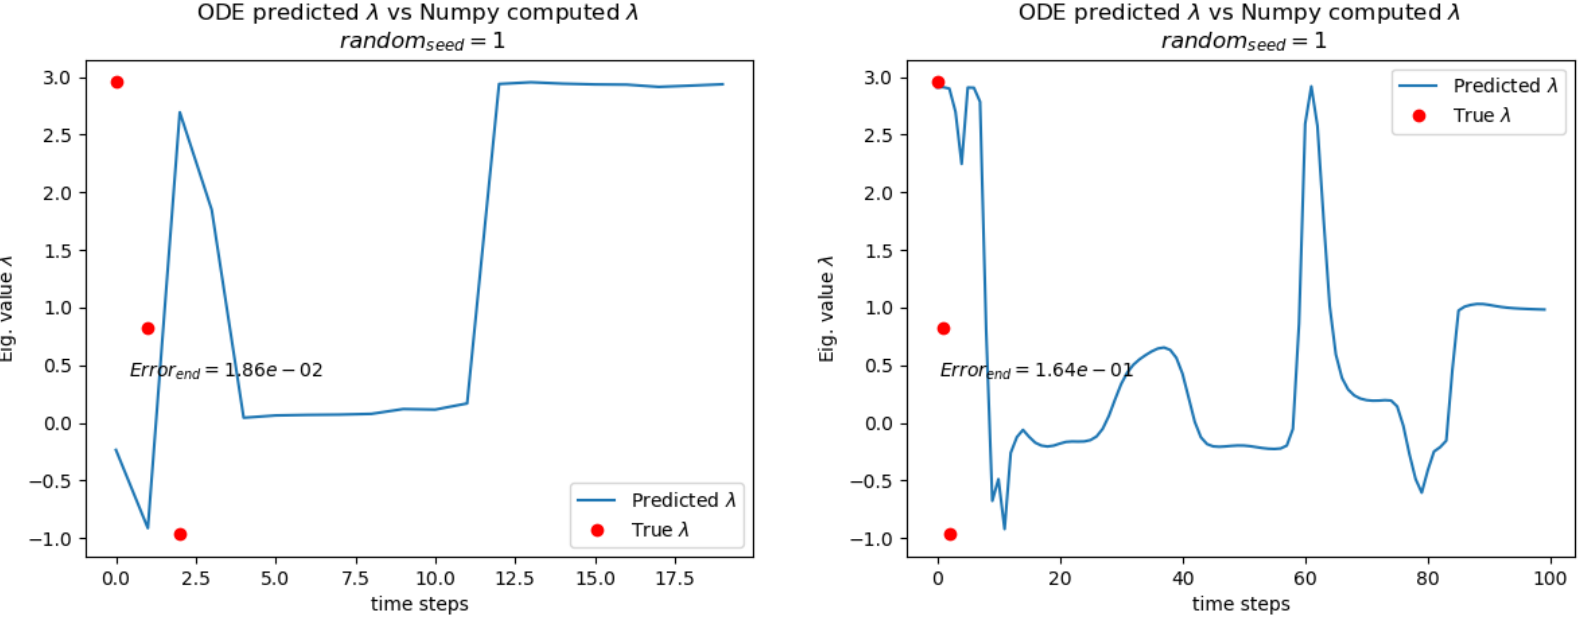 ODE predicted λ vs Numpy computed λ
random_seed = 1
3.0
2.5
2.0
1.5
1.0
0.5
0.0
−0.5
−1.0
Eig. value λ
Error_end = 1.86e − 02
Predicted λ
True λ
0.0 2.5 5.0 7.5 10.0 12.5 15.0 17.5
time steps
ODE predicted λ vs Numpy computed λ
random_seed = 1
3.0
2.5
2.0
1.5
1.0
0.5
0.0
−0.5
−1.0
Eig. value λ
Predicted λ
True λ
Error_end = 1.64e − 01
0 20 40 60 80 100
time steps